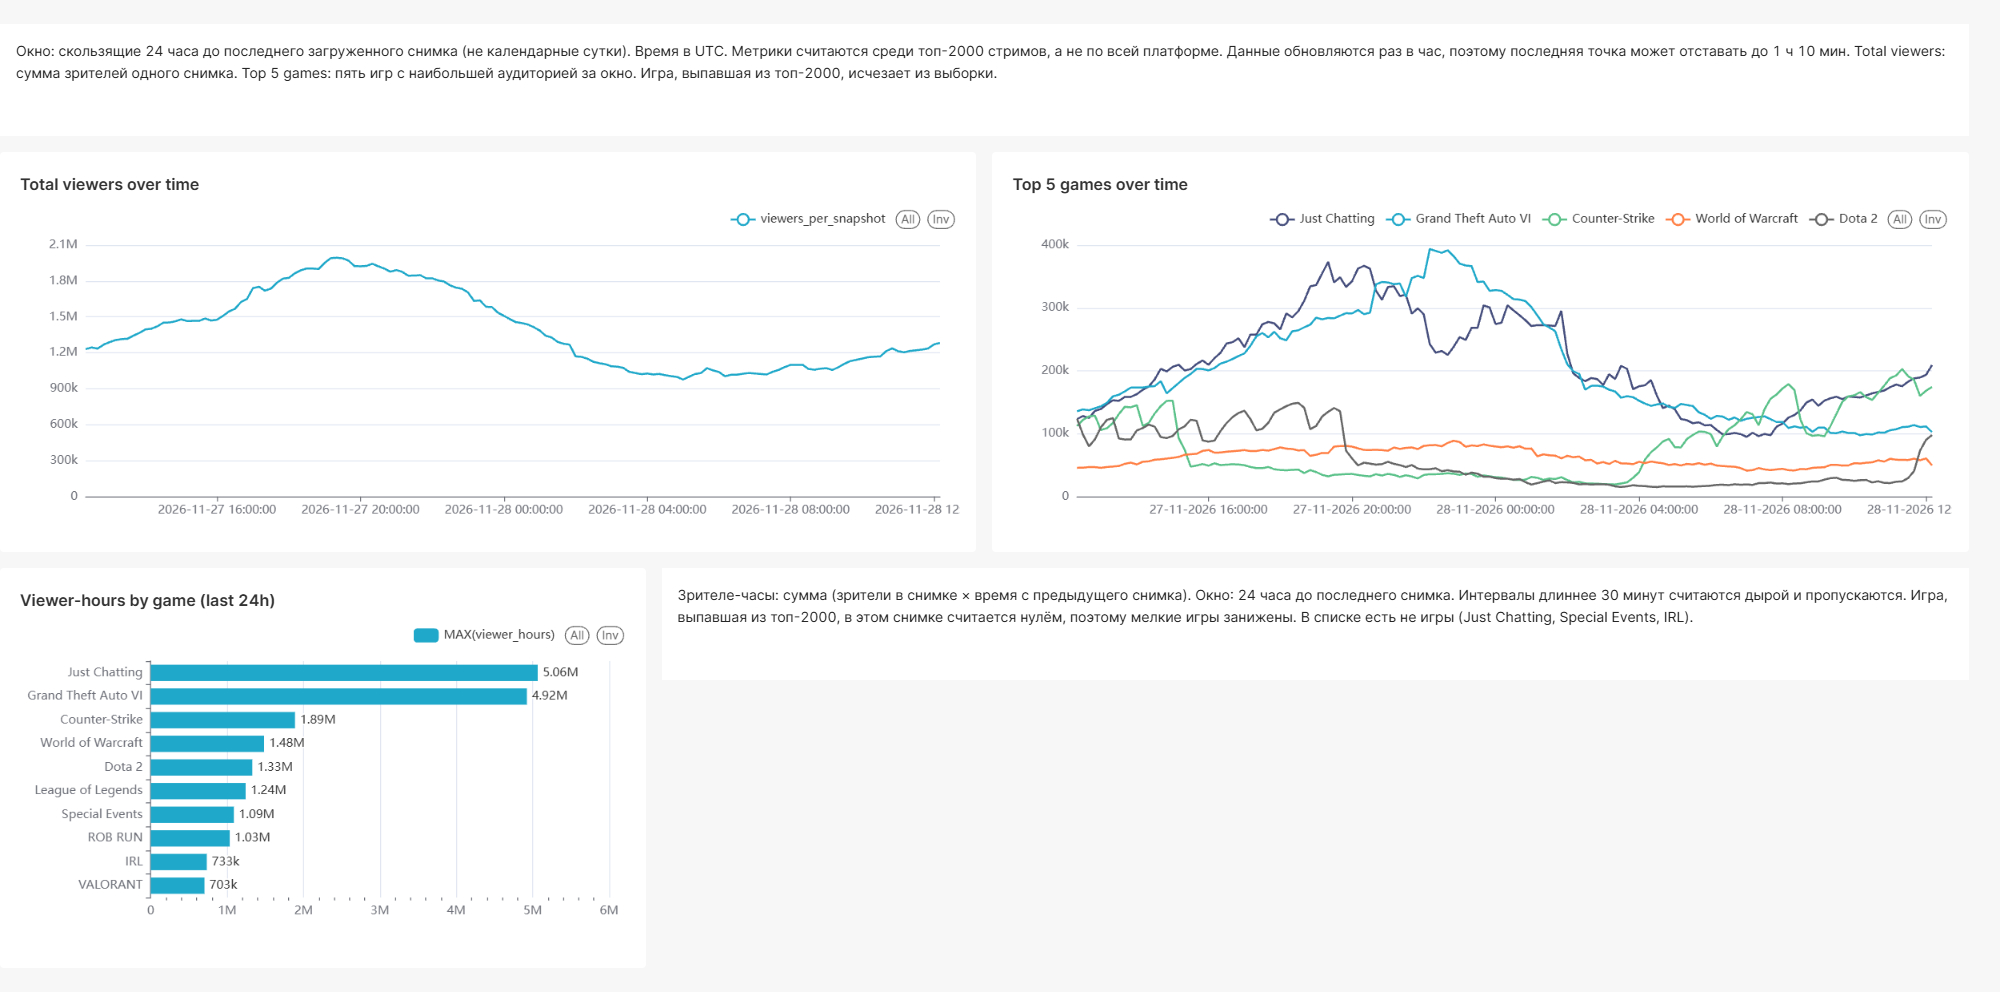 Окно: скользящие 24 часа до последнего загруженного снимка (не календарные сутки). Время в UTC. Метрики считаются среди топ-2000 стримов, а не по всей платформе. Данные обновляются раз в час, поэтому последняя точка может отставать до 1 ч 10 мин. Total viewers:
сумма зрителей одного снимка. Top 5 games: пять игр с наибольшей аудиторией за окно. Игра, выпавшая из топ-2000, исчезает из выборки.
Total viewers over time
viewers_per_snapshot All Inv
2.1M
1.8M
1.5M
1.2M
900k
600k
300k
0
2026-11-27 16:00:00 2026-11-27 20:00:00 2026-11-28 00:00:00 2026-11-28 04:00:00 2026-11-28 08:00:00 2026-11-28 12
Top 5 games over time
Just Chatting Grand Theft Auto VI Counter-Strike World of Warcraft Dota 2 All Inv
400k
300k
200k
100k
0
27-11-2026 16:00:00 27-11-2026 20:00:00 28-11-2026 00:00:00 28-11-2026 04:00:00 28-11-2026 08:00:00 28-11-2026 12
Viewer-hours by game (last 24h)
MAX(viewer_hours) All Inv
Just Chatting 5.06M
Grand Theft Auto VI 4.92M
Counter-Strike 1.89M
World of Warcraft 1.48M
Dota 2 1.33M
League of Legends 1.24M
Special Events 1.09M
ROB RUN 1.03M
IRL 733k
VALORANT 703k
0 1M 2M 3M 4M 5M 6M
Зрителе-часы: сумма (зрители в снимке × время с предыдущего снимка). Окно: 24 часа до последнего снимка. Интервалы длиннее 30 минут считаются дырой и пропускаются. Игра,
выпавшая из топ-2000, в этом снимке считается нулём, поэтому мелкие игры занижены. В списке есть не игры (Just Chatting, Special Events, IRL).